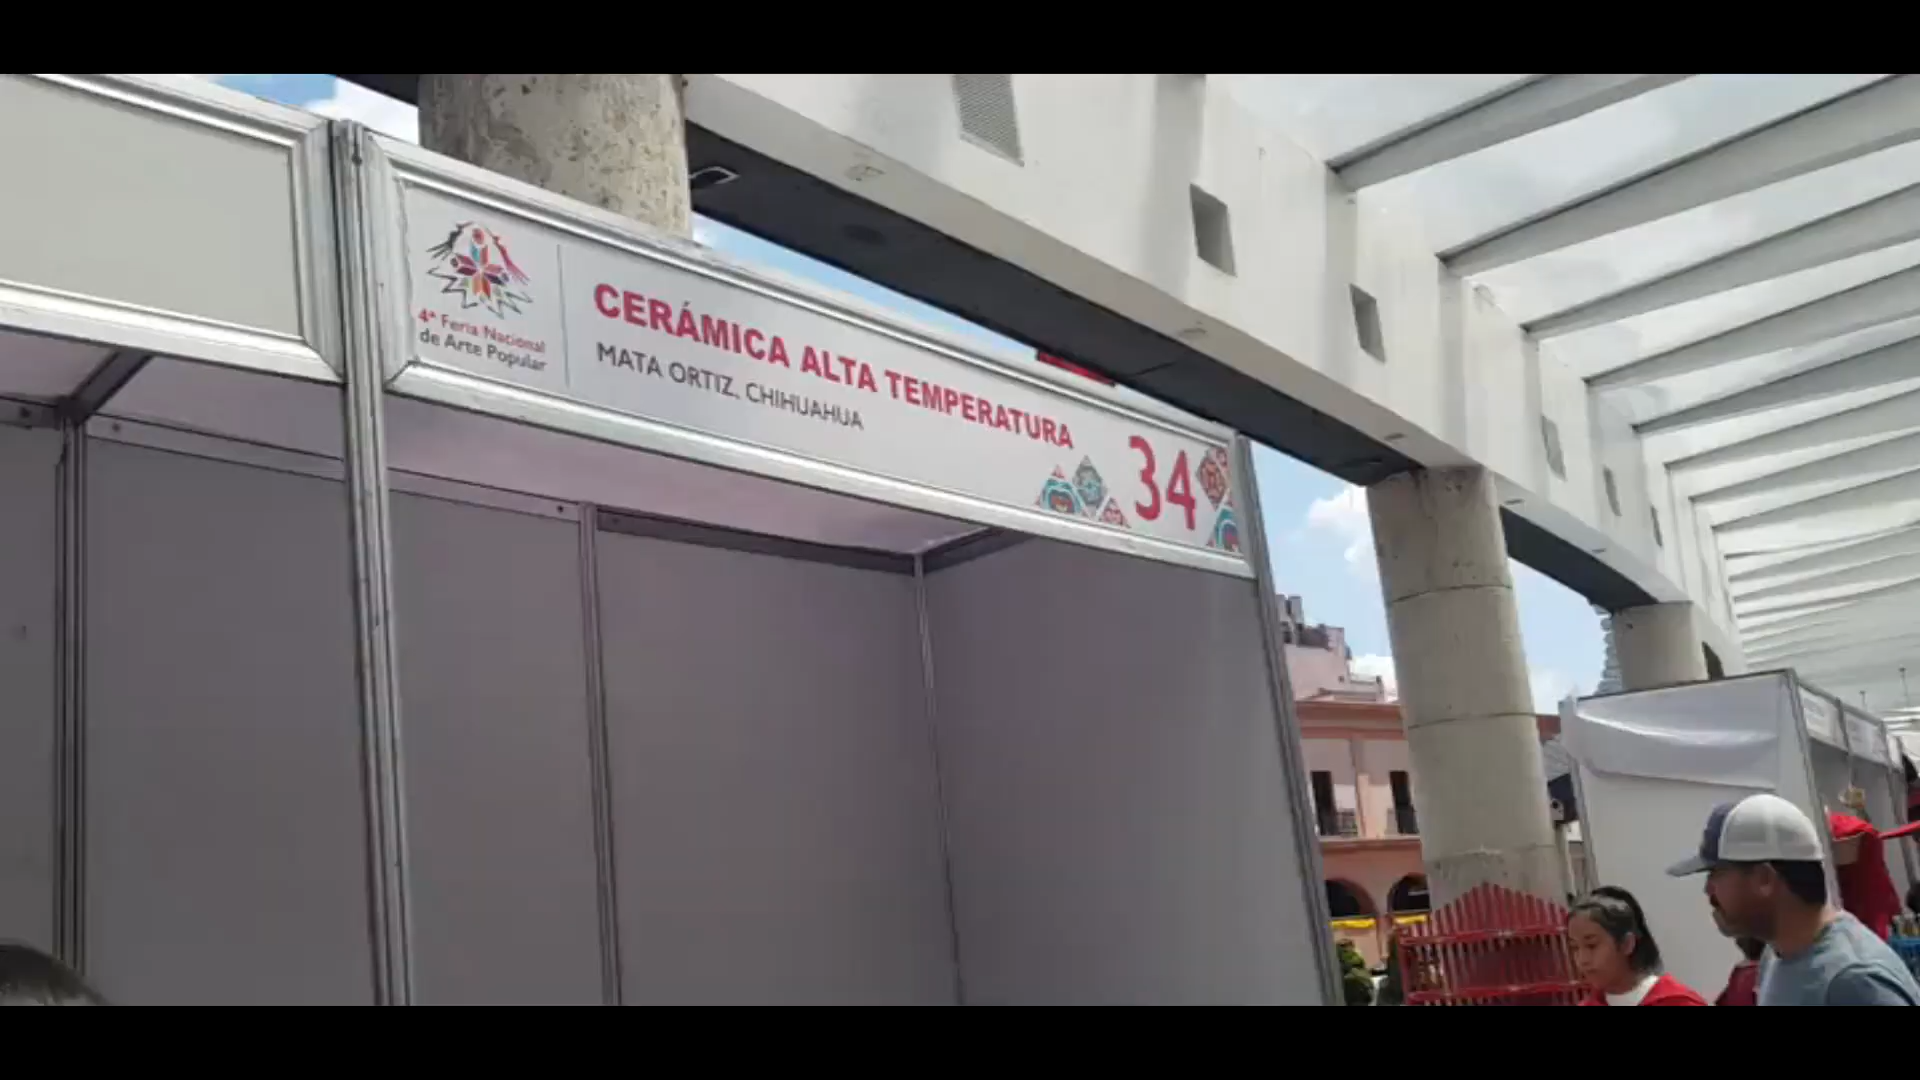 4ª Feria Nacional
de Arte Popular
CERÁMICA ALTA TEMPERATURA
MATA ORTIZ, CHIHUAHUA
34